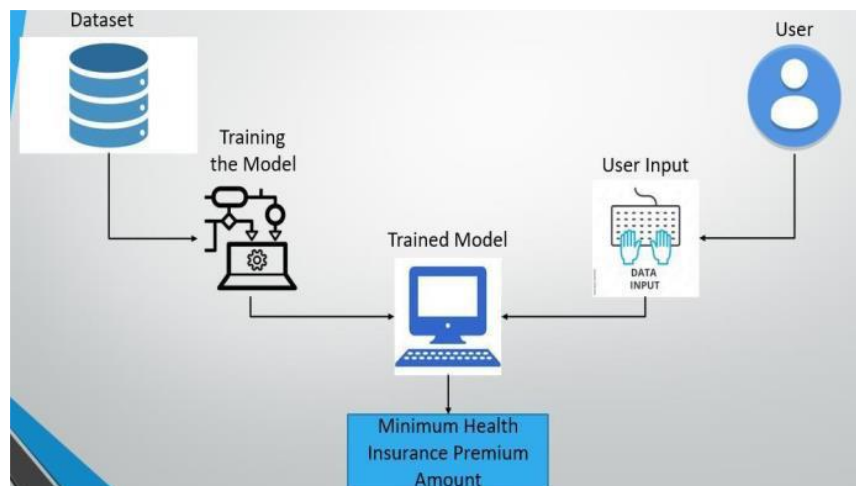 Dataset
User
Training
the Model
User Input
Trained Model
DATA
INPUT
Minimum Health
Insurance Premium
Amount